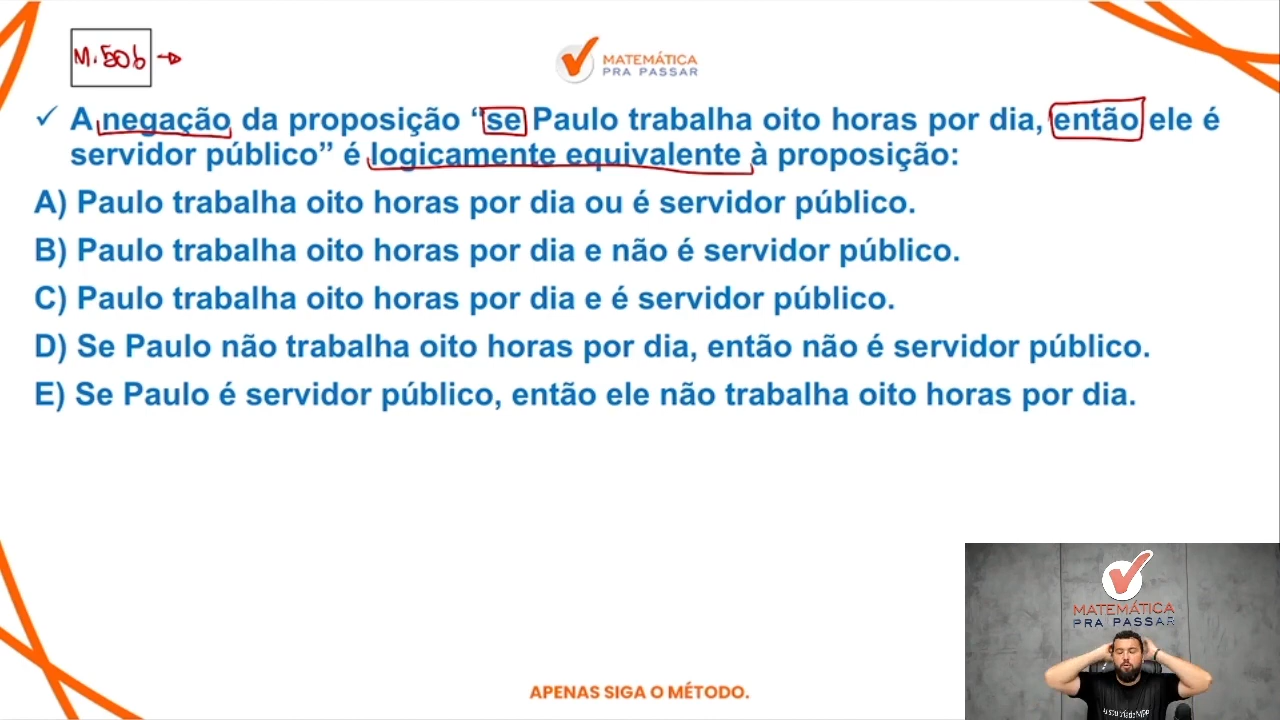 M.50b →
MATEMÁTICA
PRA PASSAR
✓ A negação da proposição “se Paulo trabalha oito horas por dia, então ele é
servidor público” é logicamente equivalente à proposição:
A) Paulo trabalha oito horas por dia ou é servidor público.
B) Paulo trabalha oito horas por dia e não é servidor público.
C) Paulo trabalha oito horas por dia e é servidor público.
D) Se Paulo não trabalha oito horas por dia, então não é servidor público.
E) Se Paulo é servidor público, então ele não trabalha oito horas por dia.
MATEMÁTICA
PRA PASSAR
APENAS SIGA O MÉTODO.